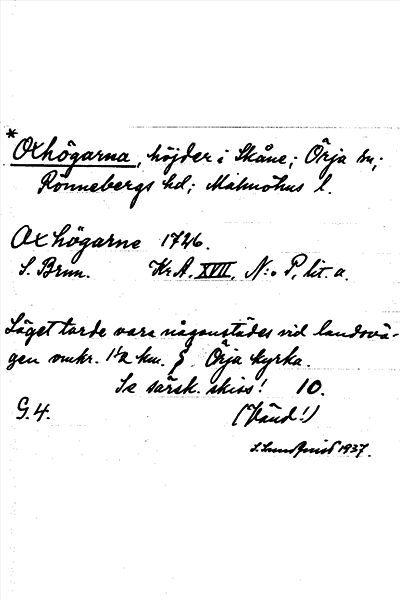 * Oxhögarna, höjder i Skåne; Örja sn;
Rönnebergs hd; Malmöhus l.
Oxhögarne 1726.
S. Brun. Kr.A. XVII, N:o P, lit. a.
Läget torde vara någonstädes vid landsvä-
gen omkr. 1½ km. Örja kyrka.
Se särsk. skiss! 10.
G.4. (Vänd!)
1937.